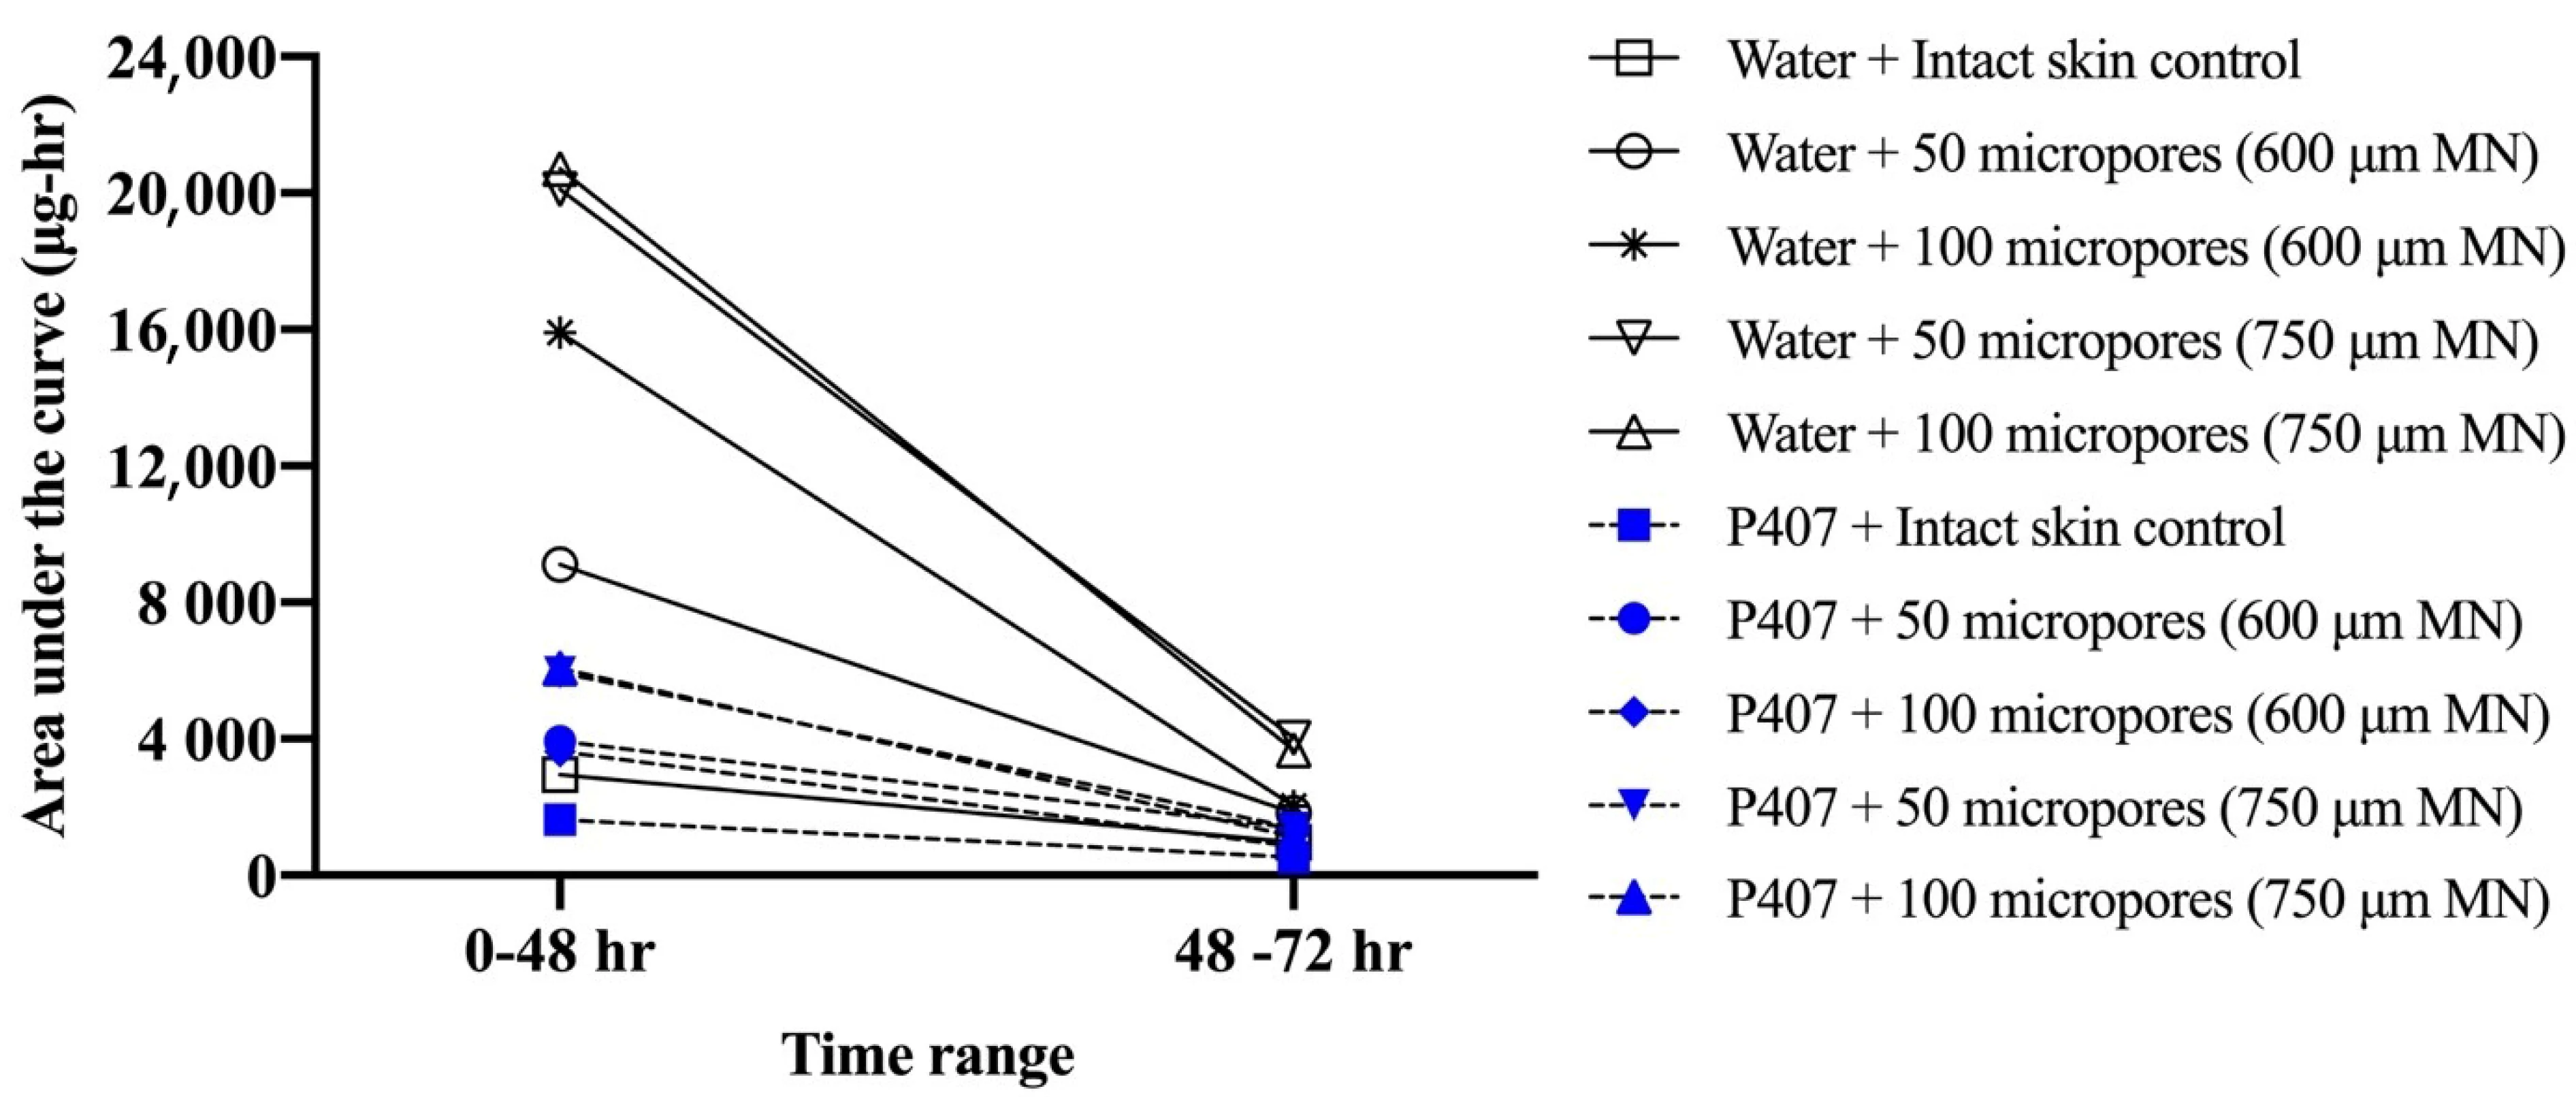 Area under the curve (μg-hr)
24,000
20,000
16,000
12,000
8 000
4 000
0
0-48 hr
48 -72 hr
Time range
Water + Intact skin control
Water + 50 micropores (600 μm MN)
Water + 100 micropores (600 μm MN)
Water + 50 micropores (750 μm MN)
Water + 100 micropores (750 μm MN)
P407 + Intact skin control
P407 + 50 micropores (600 μm MN)
P407 + 100 micropores (600 μm MN)
P407 + 50 micropores (750 μm MN)
P407 + 100 micropores (750 μm MN)